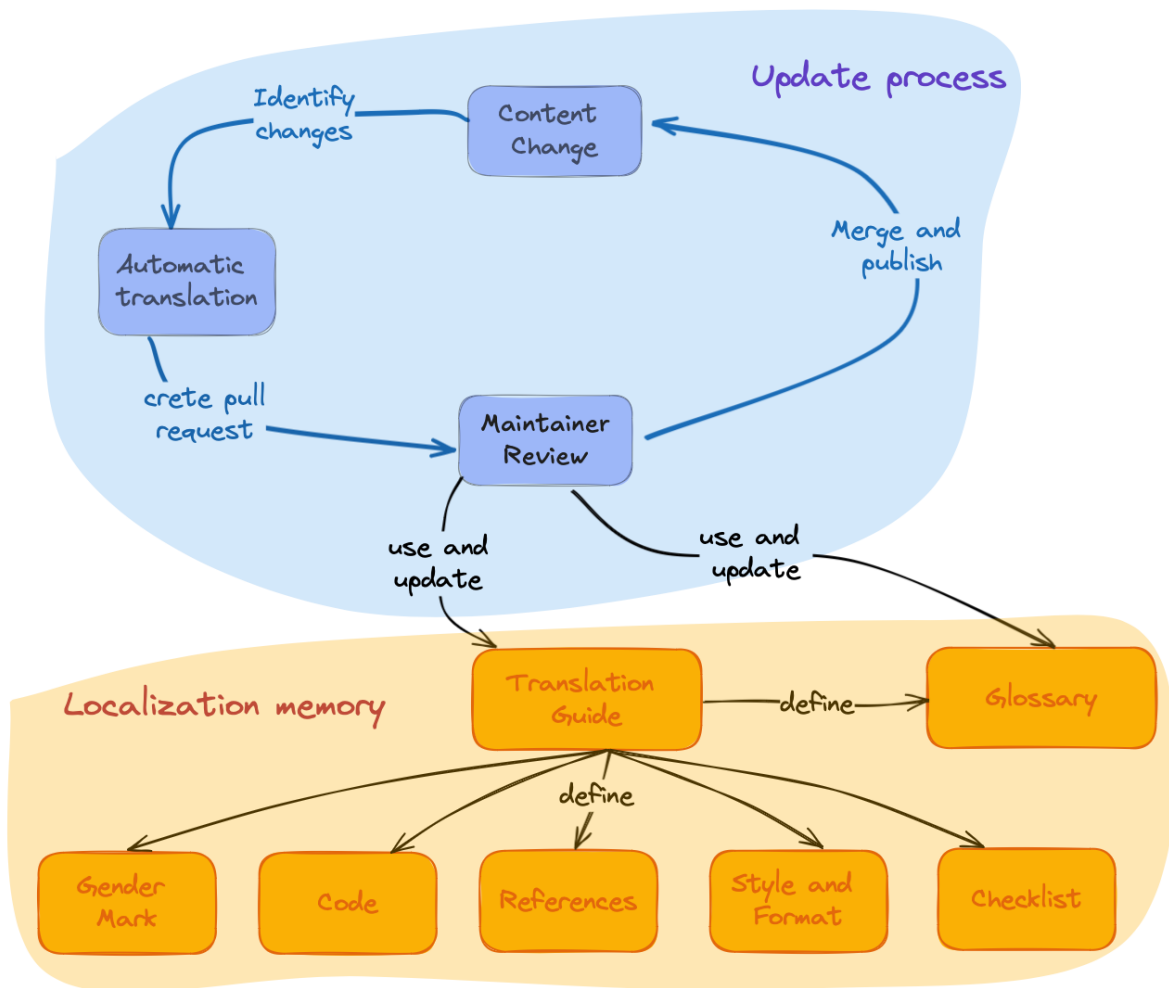 Update process
Identify
changes
Content
Change
Automatic
translation
Merge and
publish
crete pull
request
Maintainer
Review
use and
update
use and
update
Localization memory
Translation
Guide
define
Glossary
define
Gender
Mark
Code
References
Style and
Format
Checklist